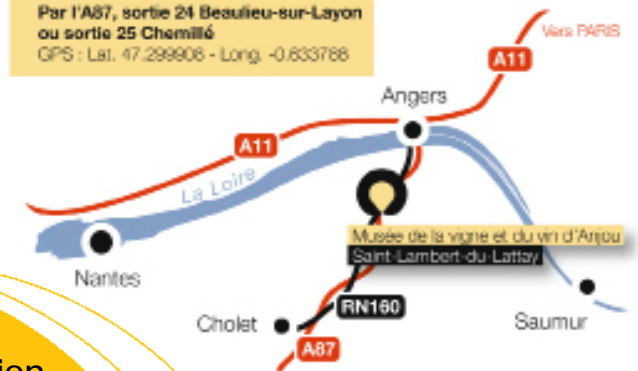 Par l'A87, sortie 24 Beaulieu-sur-Layon
ou sortie 25 Chemillé
GPS : Lat. 47.299908 - Long. -0.633788
Vers PARIS
A11
Angers
A11
La Loire
Musée de la vigne et du vin d'Anjou
Saint-Lambert-du-Lattay
Nantes
RN160
Cholet
Saumur
A87